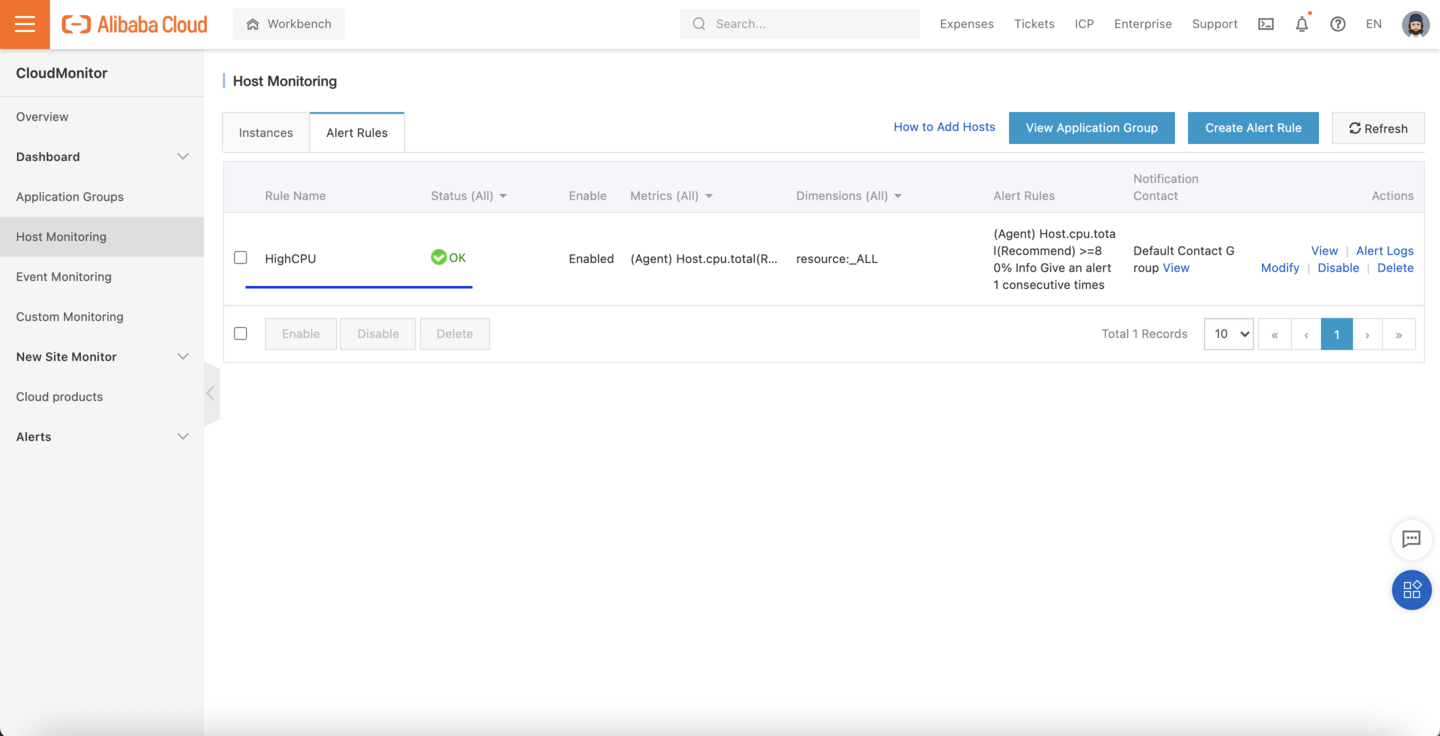 Alibaba Cloud
Workbench
Search...
Expenses
Tickets
ICP
Enterprise
Support
EN
CloudMonitor
Overview
Dashboard
Application Groups
Host Monitoring
Event Monitoring
Custom Monitoring
New Site Monitor
Cloud products
Alerts
Host Monitoring
Instances
Alert Rules
How to Add Hosts
View Application Group
Create Alert Rule
Refresh
Rule Name
Status (All)
Enable
Metrics (All)
Dimensions (All)
Alert Rules
Notification
Contact
Actions
HighCPU
OK
Enabled
(Agent) Host.cpu.total(R...
resource:_ALL
(Agent) Host.cpu.tota
l(Recommend) >=8
0% Info Give an alert
1 consecutive times
Default Contact G
roup View
View | Alert Logs
Modify | Disable | Delete
Enable
Disable
Delete
Total 1 Records
10
« ‹ 1 › »